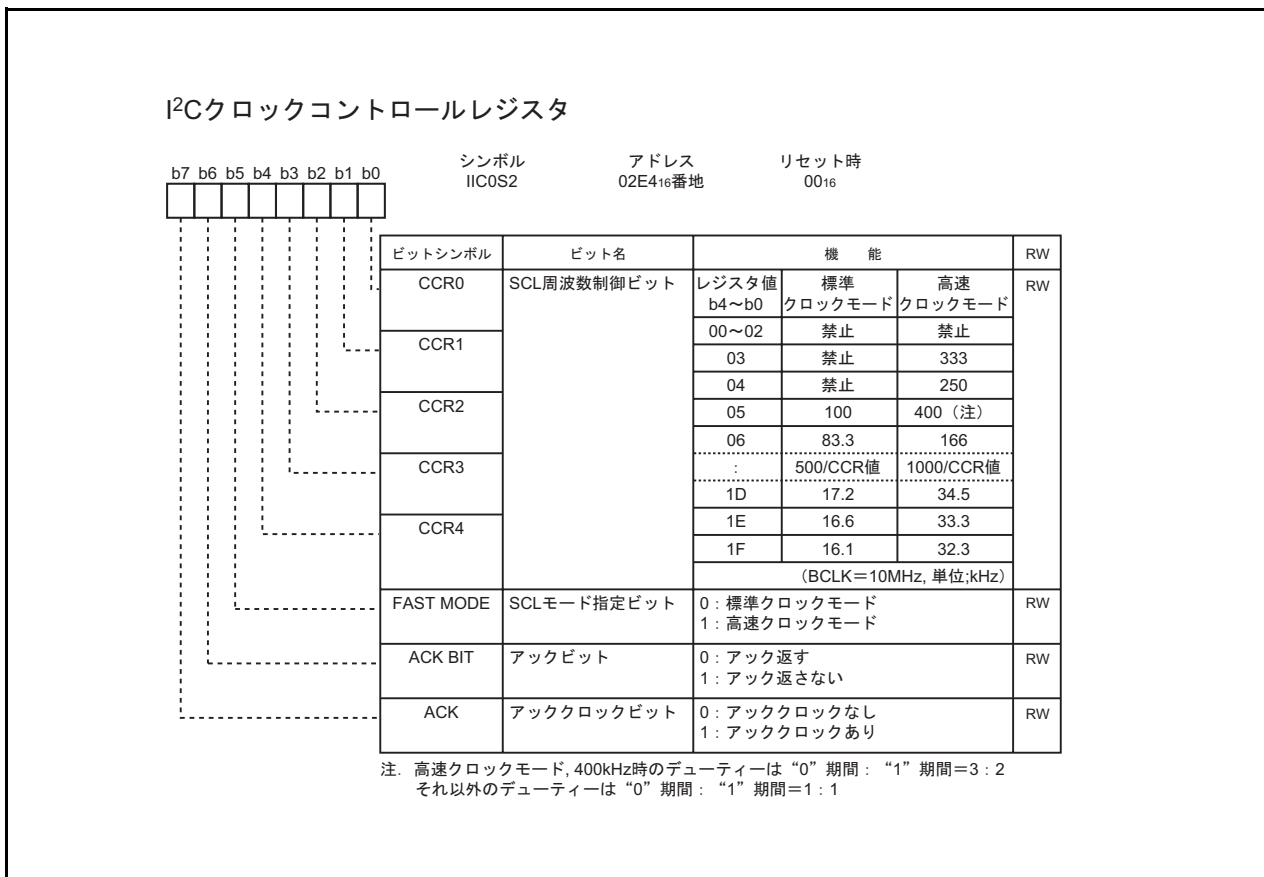 I²Cクロックコントロールレジスタ
シンボル アドレス リセット時
b7 b6 b5 b4 b3 b2 b1 b0
IIC0S2 02E4₁₆番地 00₁₆
ビットシンボル ビット名 機 能 RW
CCR0 SCL周波数制御ビット レジスタ値 標準 高速 RW
b4～b0 クロックモード クロックモード
00～02 禁止 禁止
CCR1
03 禁止 333
04 禁止 250
CCR2
05 100 400（注）
06 83.3 166
CCR3
: 500/CCR値 1000/CCR値
1D 17.2 34.5
CCR4
1E 16.6 33.3
1F 16.1 32.3
（BCLK＝10MHz, 単位;kHz）
FAST MODE SCLモード指定ビット 0：標準クロックモード RW
1：高速クロックモード
ACK BIT アックビット 0：アック返す RW
1：アック返さない
ACK アッククロックビット 0：アッククロックなし RW
1：アッククロックあり
注. 高速クロックモード, 400kHz時のデューティーは“0”期間：“1”期間＝3：2
それ以外のデューティーは“0”期間：“1”期間＝1：1